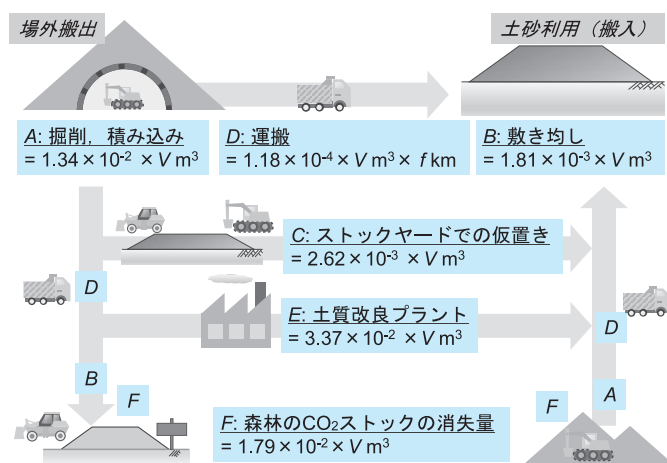 場外搬出
土砂利用（搬入）
A: 掘削，積み込み
= 1.34×10⁻² ×V m³
D: 運搬
= 1.18×10⁻⁴×V m³×f km
B: 敷き均し
= 1.81×10⁻³×V m³
C: ストックヤードでの仮置き
= 2.62×10⁻³ ×V m³
D
E: 土質改良プラント
= 3.37×10⁻² ×V m³
D
B
A
F
F
F: 森林のCO₂ストックの消失量
= 1.79×10⁻²×V m³